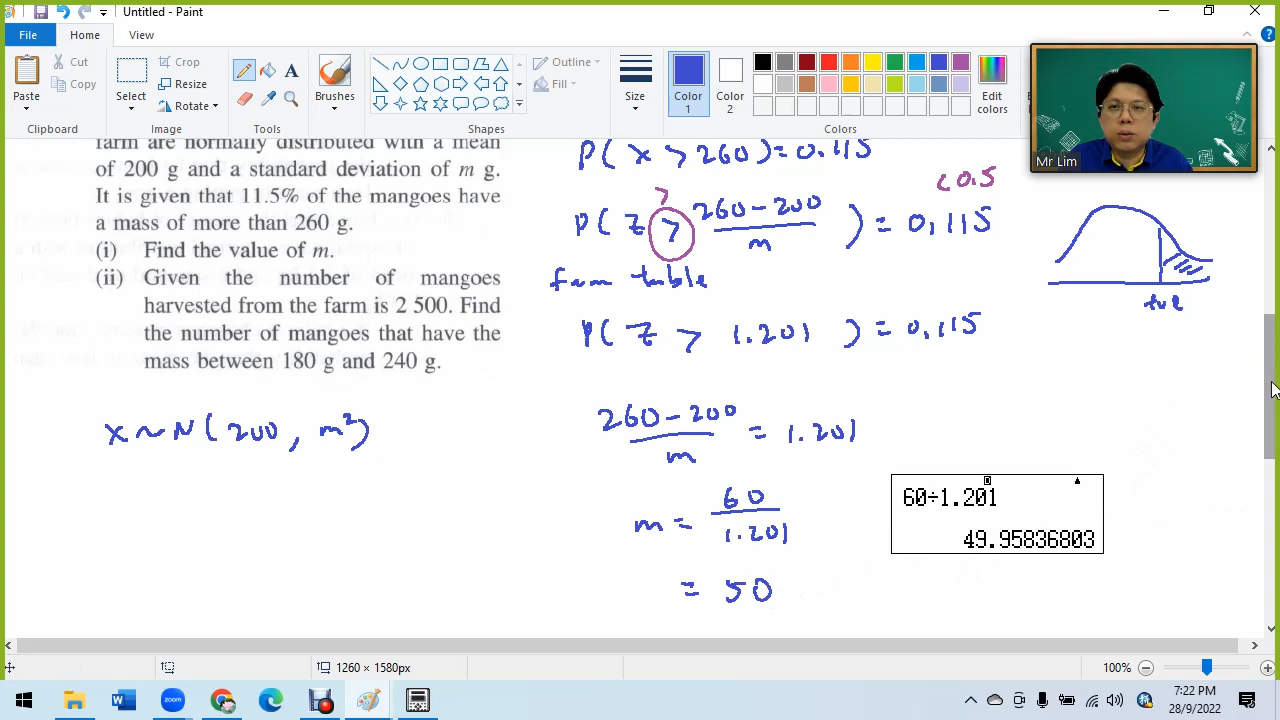 Untitled - Paint
File
Home
View
Paste
Cut
Copy
Clipboard
Select
Crop
Resize
Rotate
Image
Tools
Brushes
Shapes
Outline
Fill
Size
Color 1
Color 2
Edit colors
Colors
Mr Lim
farm are normally distributed with a mean
of 200 g and a standard deviation of m g.
It is given that 11.5% of the mangoes have
a mass of more than 260 g.
(i) Find the value of m.
(ii) Given the number of mangoes
harvested from the farm is 2 500. Find
the number of mangoes that have the
mass between 180 g and 240 g.
X ~ N ( 200 , m² )
P( X > 260 ) = 0.115
> < 0.5
P( Z > (260 - 200)/m ) = 0.115
from table
P( Z > 1.201 ) = 0.115
+ve
(260 - 200)/m = 1.201
m = 60/1.201
= 50
60÷1.201
49.95836803
1260 × 1580px
100%
zoom
7:22 PM
28/9/2022